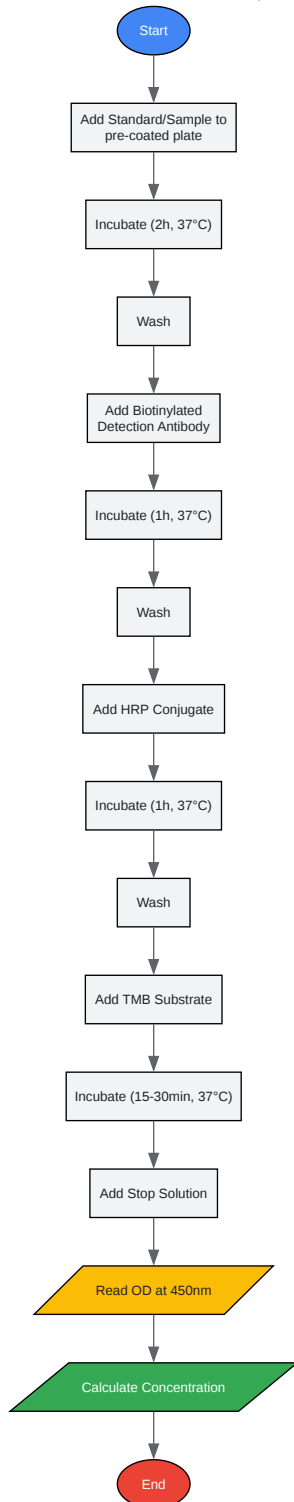 Start
Add Standard/Sample to
pre-coated plate
Incubate (2h, 37°C)
Wash
Add Biotinylated
Detection Antibody
Incubate (1h, 37°C)
Wash
Add HRP Conjugate
Incubate (1h, 37°C)
Wash
Add TMB Substrate
Incubate (15-30min, 37°C)
Add Stop Solution
Read OD at 450nm
Calculate Concentration
End